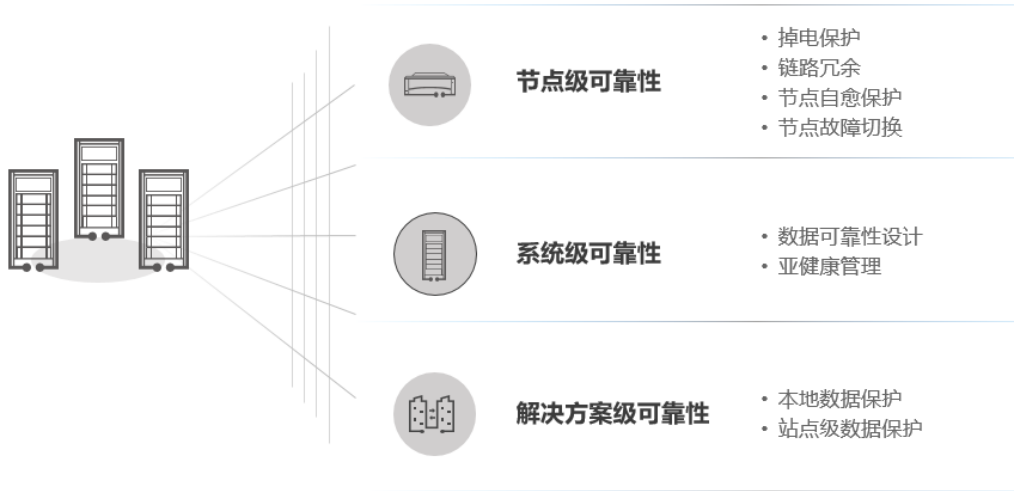 节点级可靠性
• 掉电保护
• 链路冗余
• 节点自愈保护
• 节点故障切换
系统级可靠性
• 数据可靠性设计
• 亚健康管理
解决方案级可靠性
• 本地数据保护
• 站点级数据保护